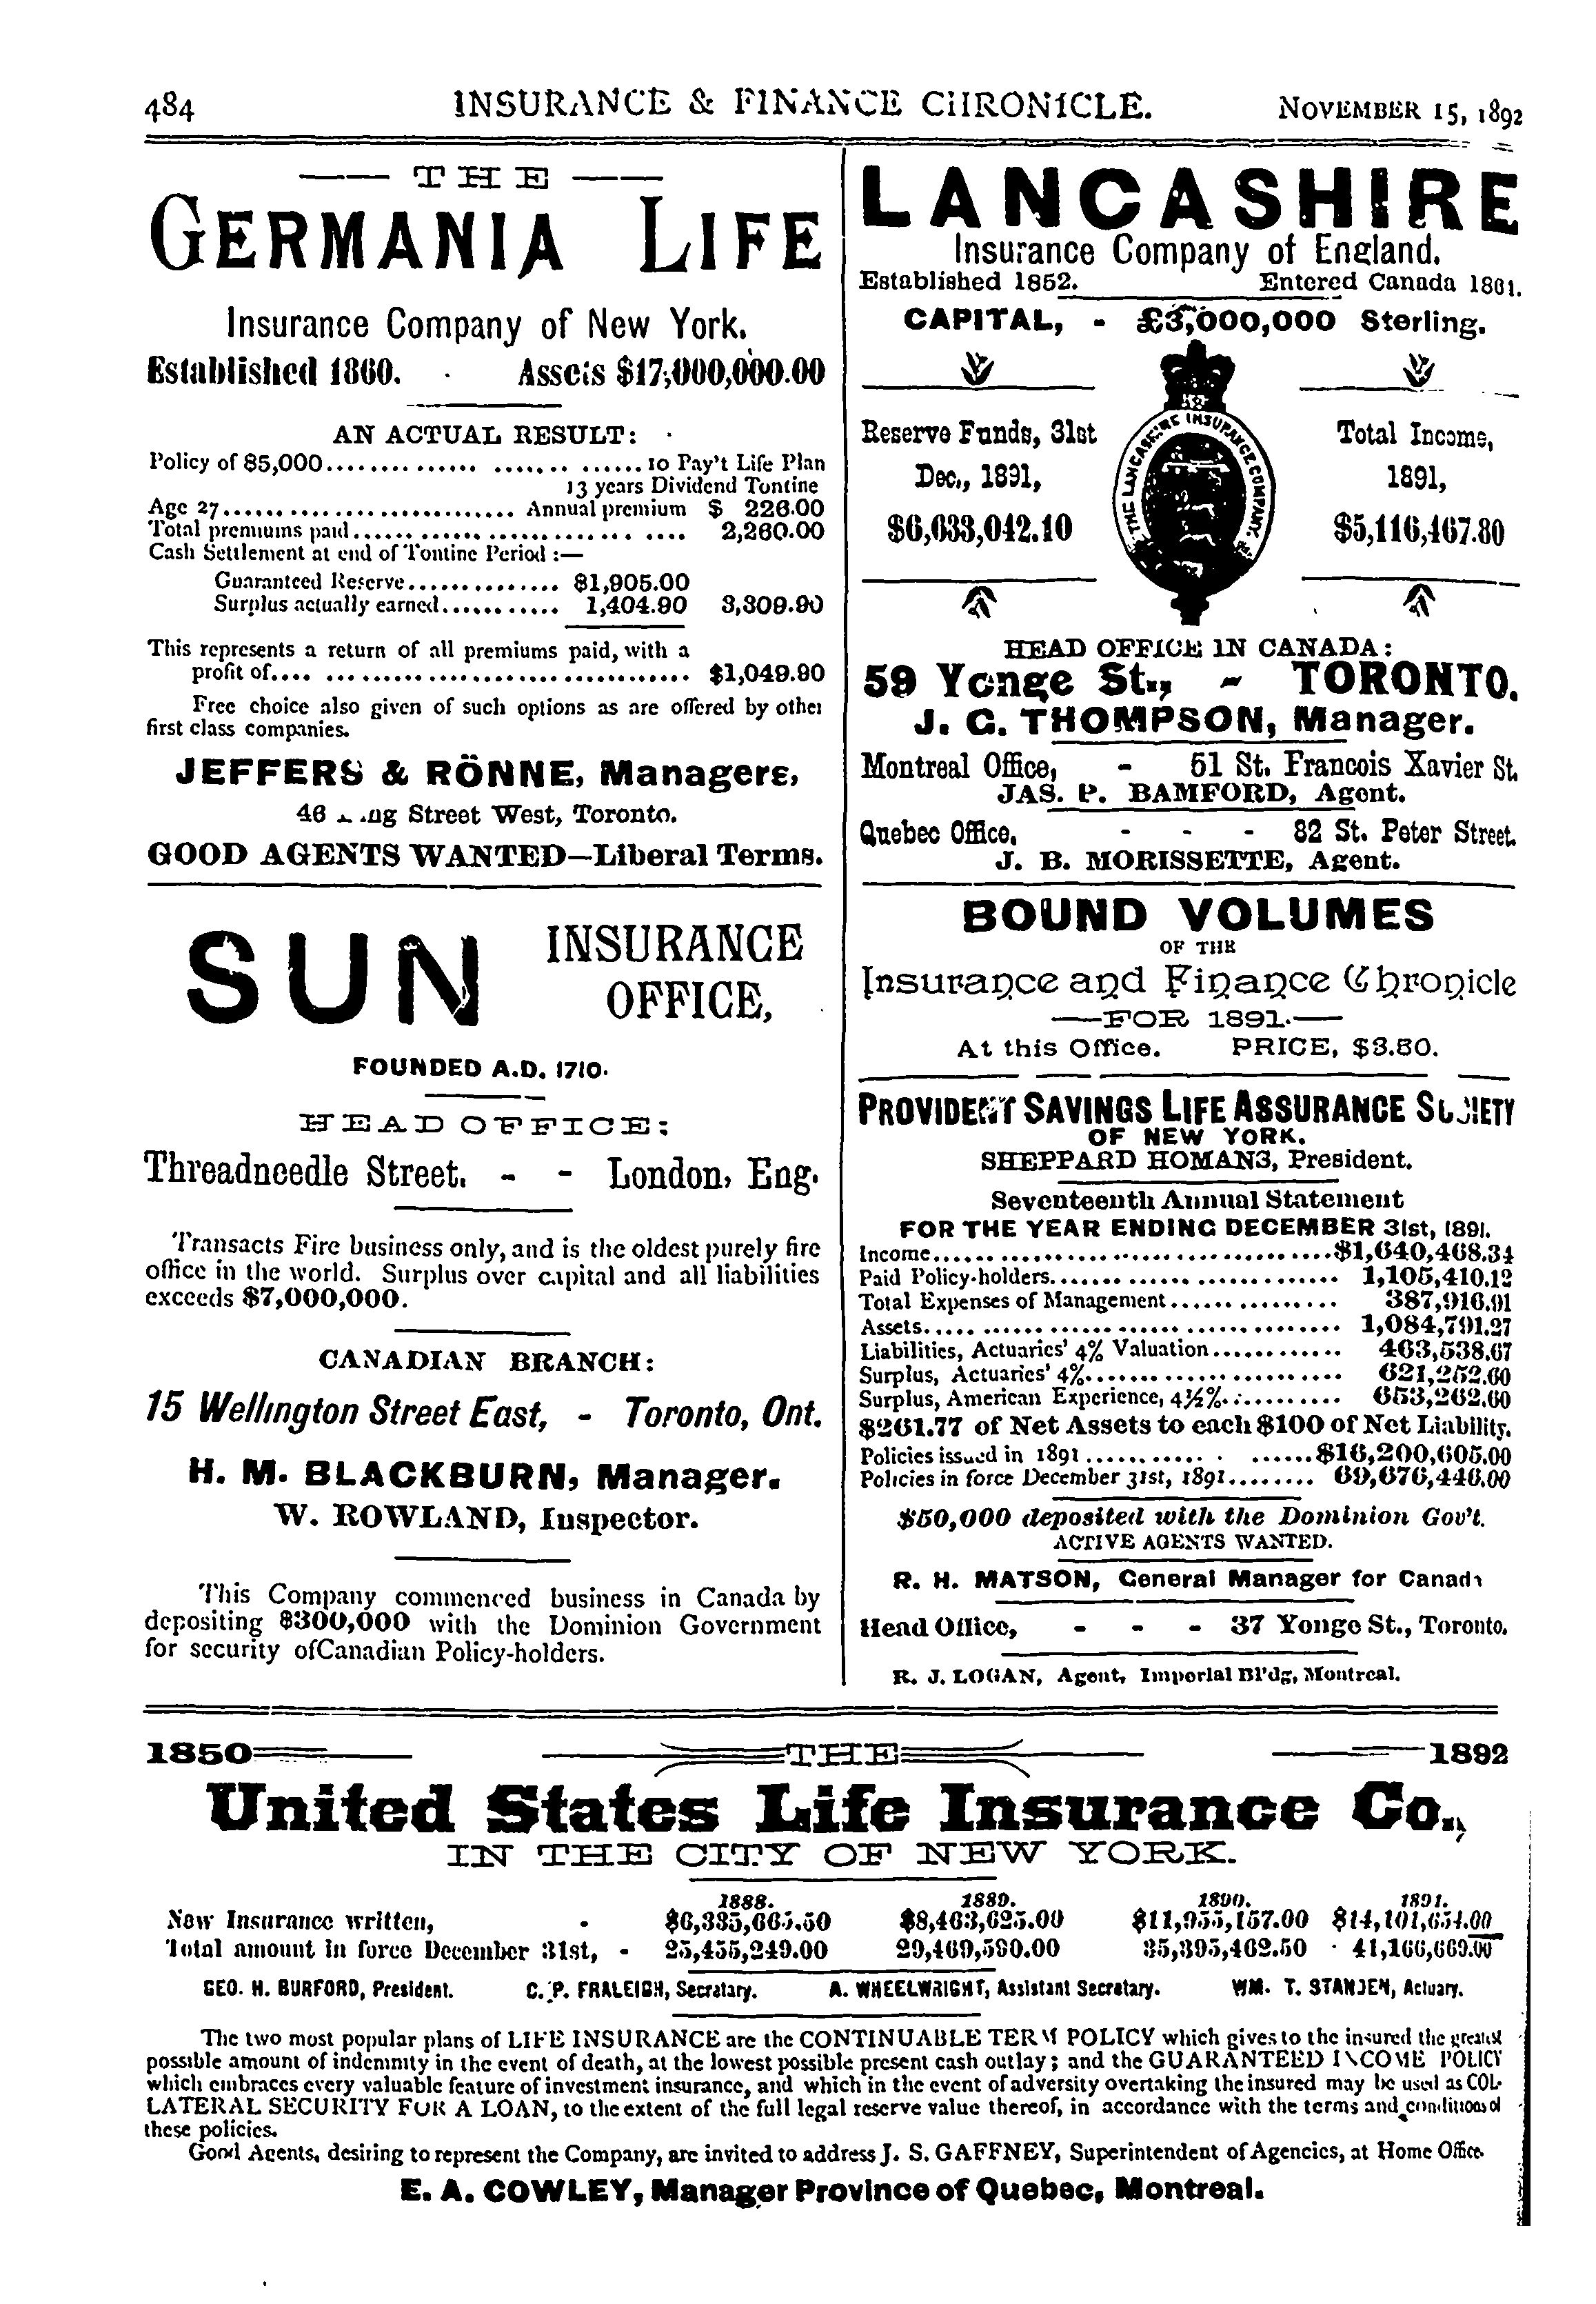 484 INSURANCE & FINANCE CHRONICLE. NOVEMBER 15, 1892
THE
GERMANIA LIFE
Insurance Company of New York.
Established 1860. Assets $17,000,000.00
AN ACTUAL RESULT:
Policy of $5,000 10 Pay't Life Plan
13 years Dividend Tontine
Age 27 Annual premium $ 226.00
Total premiums paid 2,260.00
Cash Settlement at end of Tontine Period :—
Guaranteed Reserve $1,905.00
Surplus actually earned 1,404.90 3,309.90
This represents a return of all premiums paid, with a
profit of $1,049.90
Free choice also given of such options as are offered by other
first class companies.
JEFFERS & RÖNNE, Managers,
46 Street West, Toronto.
GOOD AGENTS WANTED—Liberal Terms.
SUN INSURANCE
OFFICE,
FOUNDED A.D. 1710.
HEAD OFFICE:
Threadneedle Street, - - London, Eng.
Transacts Fire business only, and is the oldest purely fire
office in the world. Surplus over capital and all liabilities
exceeds $7,000,000.
CANADIAN BRANCH:
15 Wellington Street East, - Toronto, Ont.
H. M. BLACKBURN, Manager.
W. ROWLAND, Inspector.
This Company commenced business in Canada by
depositing $300,000 with the Dominion Government
for security of Canadian Policy-holders.
LANCASHIRE
Insurance Company of England.
Established 1852. Entered Canada 1861.
CAPITAL, - £3,000,000 Sterling.
Reserve Funds, 31st
Dec., 1891,
$6,033,042.10
THE LANCASHIRE INSURANCE COMPANY.
Total Income,
1891,
$5,116,467.80
HEAD OFFICE IN CANADA:
59 Yonge St., - TORONTO.
J. C. THOMPSON, Manager.
Montreal Office, - 51 St. Francois Xavier St.
JAS. P. BAMFORD, Agent.
Quebec Office, - - - 82 St. Peter Street.
J. B. MORISSETTE, Agent.
BOUND VOLUMES
OF THE
Insurance and Finance Chronicle
—FOR 1891.—
At this Office. PRICE, $3.50.
PROVIDENT SAVINGS LIFE ASSURANCE SOCIETY
OF NEW YORK.
SHEPPARD HOMANS, President.
Seventeenth Annual Statement
FOR THE YEAR ENDING DECEMBER 31st, 1891.
Income $1,640,468.34
Paid Policy-holders 1,105,410.12
Total Expenses of Management 387,916.91
Assets 1,084,791.27
Liabilities, Actuaries' 4% Valuation 463,538.67
Surplus, Actuaries' 4% 621,252.60
Surplus, American Experience, 4½% 653,262.60
$261.77 of Net Assets to each $100 of Net Liability.
Policies issued in 1891 $16,200,605.00
Policies in force December 31st, 1891 69,676,446.00
$50,000 deposited with the Dominion Gov't.
ACTIVE AGENTS WANTED.
R. H. MATSON, General Manager for Canada
Head Office, - - - 37 Yonge St., Toronto.
R. J. LOGAN, Agent, Imperial Bl'dg, Montreal.
1850 THE 1892
United States Life Insurance Co.,
IN THE CITY OF NEW YORK.
1888. 1889. 1890. 1891.
New Insurance written, - $6,335,665.50 $8,463,625.00 $11,955,157.00 $14,101,654.00
Total amount in force December 31st, - 25,455,249.00 29,469,590.00 35,395,462.50 41,166,669.00
GEO. H. BURFORD, President. C. P. FRALEIGH, Secretary. A. WHEELWRIGHT, Assistant Secretary. WM. T. STANDEN, Actuary.
The two most popular plans of LIFE INSURANCE are the CONTINUABLE TERM POLICY which gives to the insured the greatest
possible amount of indemnity in the event of death, at the lowest possible present cash outlay; and the GUARANTEED INCOME POLICY
which embraces every valuable feature of investment insurance, and which in the event of adversity overtaking the insured may be used as COL-
LATERAL SECURITY FOR A LOAN, to the extent of the full legal reserve value thereof, in accordance with the terms and conditions of
these policies.
Good Agents, desiring to represent the Company, are invited to address J. S. GAFFNEY, Superintendent of Agencies, at Home Office.
E. A. COWLEY, Manager Province of Quebec, Montreal.